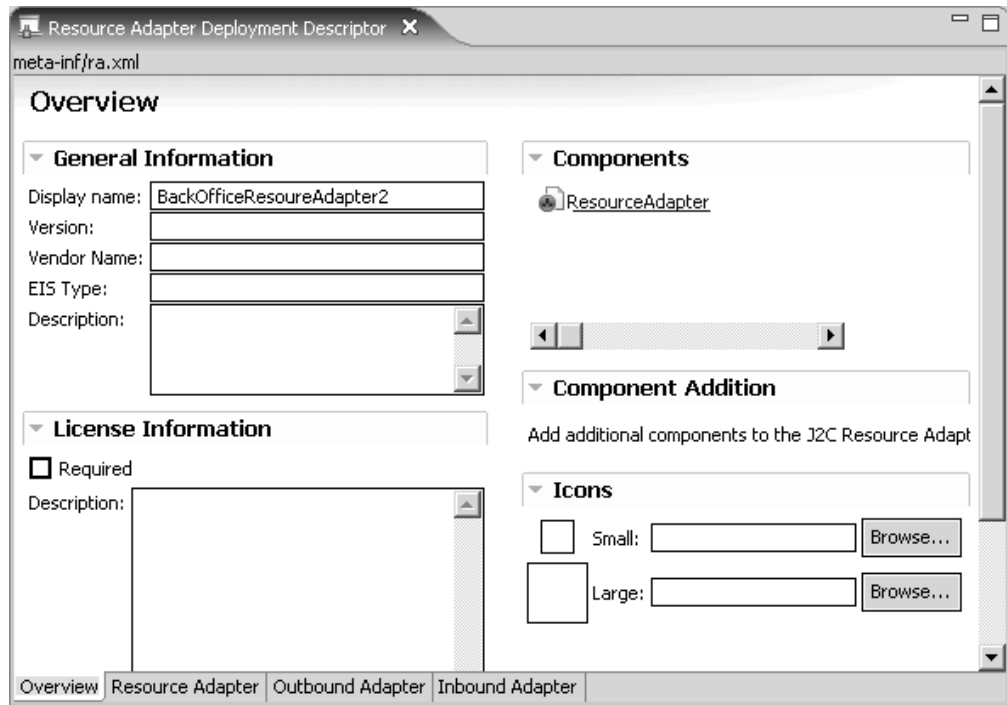 Resource Adapter Deployment Descriptor
meta-inf/ra.xml
Overview
General Information
Display name: BackOfficeResoureAdapter2
Version:
Vendor Name:
EIS Type:
Description:
License Information
Required
Description:
Components
ResourceAdapter
Component Addition
Add additional components to the J2C Resource Adapt
Icons
Small: Browse...
Large: Browse...
Overview Resource Adapter Outbound Adapter Inbound Adapter